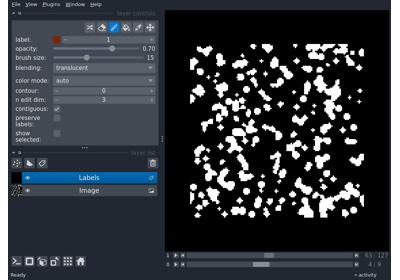 File View Plugins Window Help
layer controls
label: 1
opacity: 0.70
brush size: 15
blending: translucent
color mode: auto
contour: 0
n edit dim: 3
contiguous:
preserve
labels:
show
selected:
layer list
Labels
Image
1 63 127
0 4 9
Ready
activity